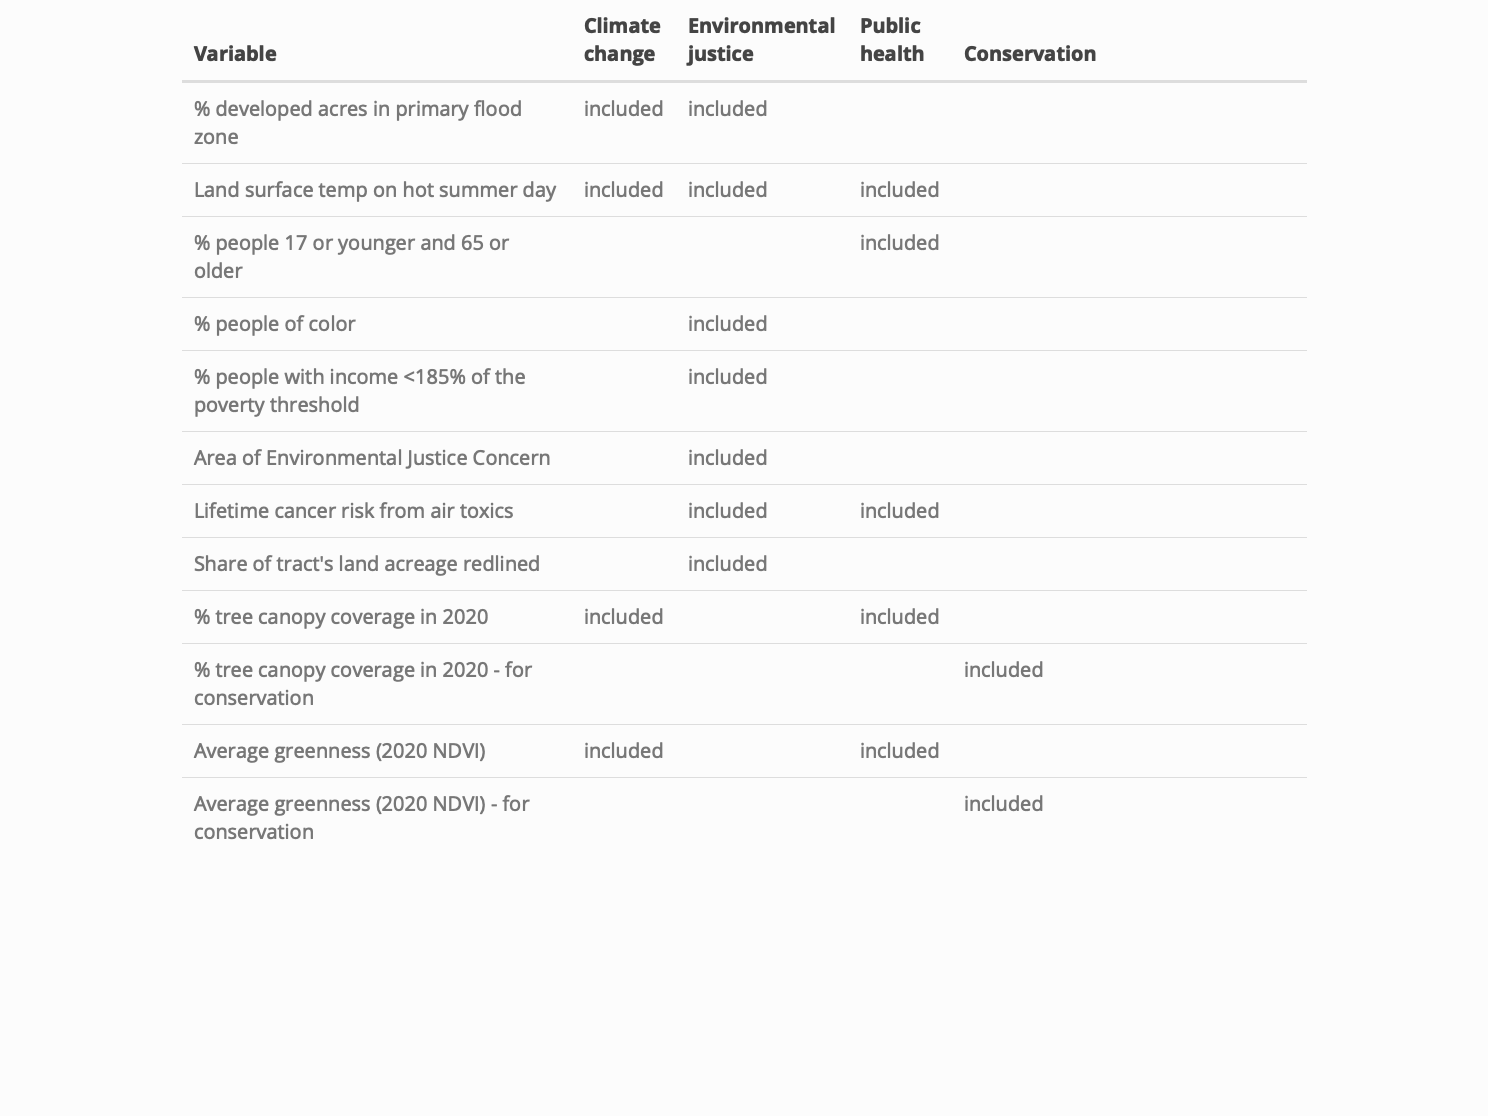 Variable Climate change Environmental justice Public health Conservation
% developed acres in primary flood zone included included
Land surface temp on hot summer day included included included
% people 17 or younger and 65 or older included
% people of color included
% people with income <185% of the poverty threshold included
Area of Environmental Justice Concern included
Lifetime cancer risk from air toxics included included
Share of tract's land acreage redlined included
% tree canopy coverage in 2020 included included
% tree canopy coverage in 2020 - for conservation included
Average greenness (2020 NDVI) included included
Average greenness (2020 NDVI) - for conservation included